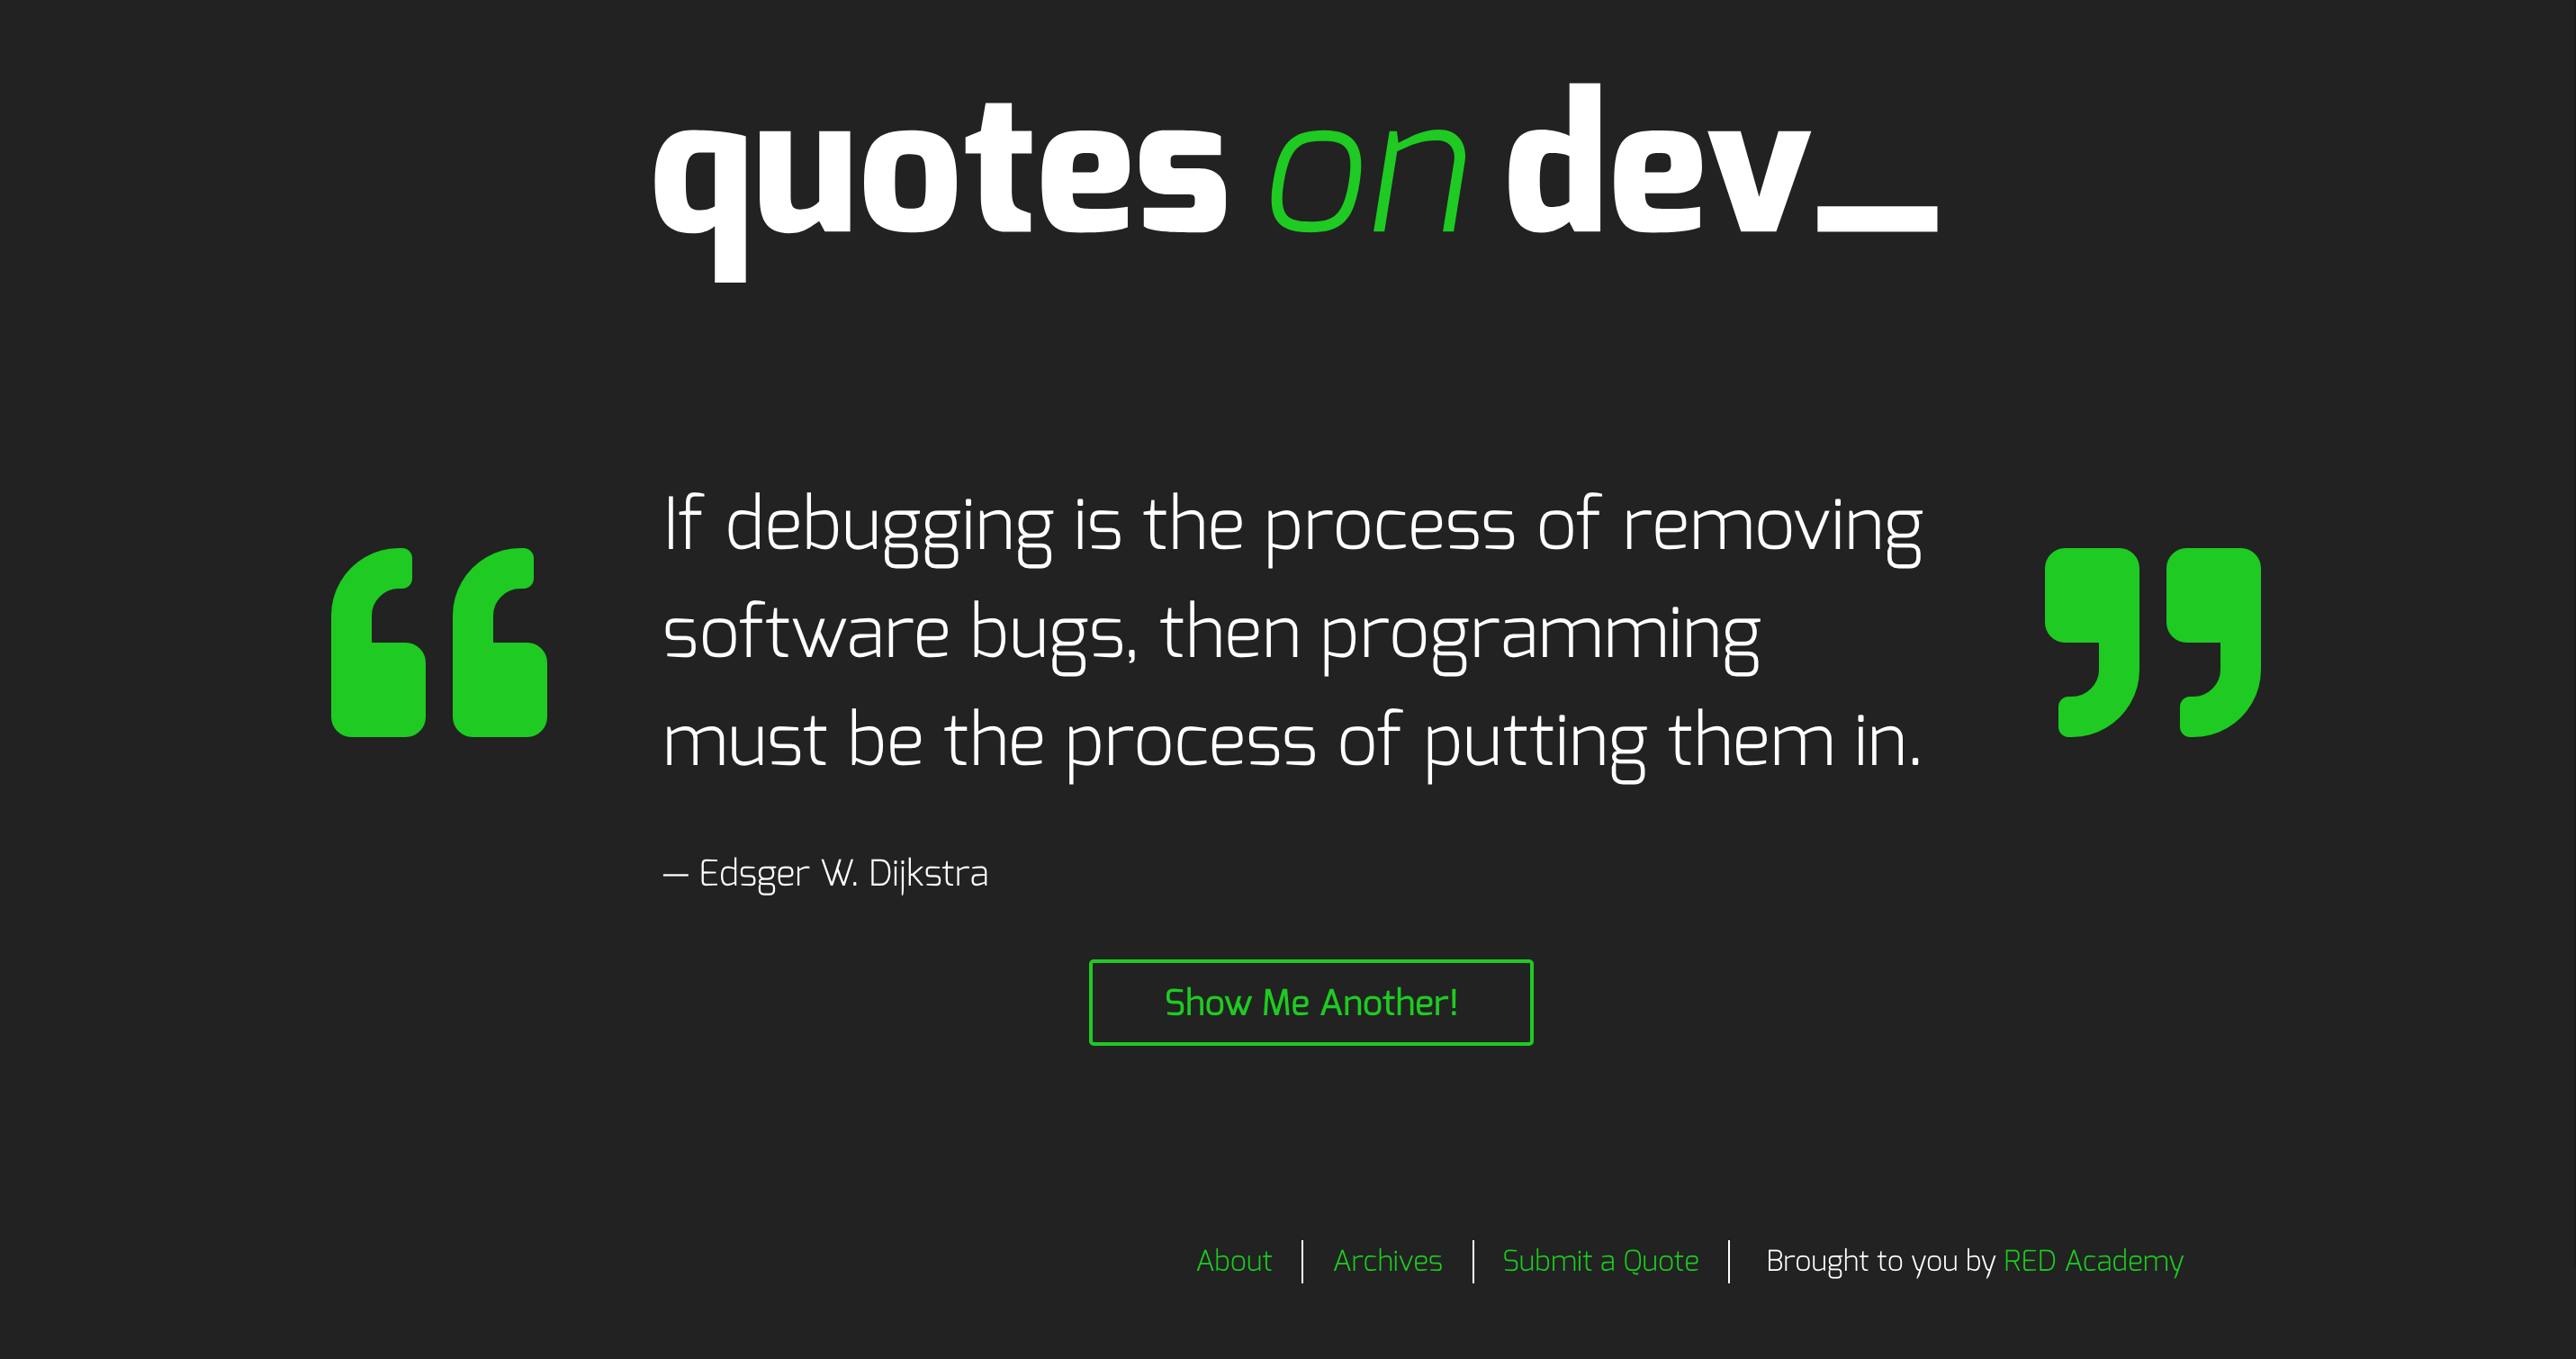 quotes on dev_
If debugging is the process of removing
software bugs, then programming
must be the process of putting them in.
— Edsger W. Dijkstra
Show Me Another!
About | Archives | Submit a Quote | Brought to you by RED Academy